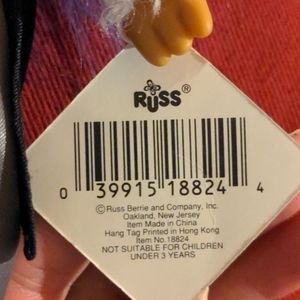 RUSS®
0 39915 18824 4
©Russ Berrie and Company, Inc.
Oakland, New Jersey
Item Made in China
Hang Tag Printed in Hong Kong
Item No.18824
NOT SUITABLE FOR CHILDREN
UNDER 3 YEARS